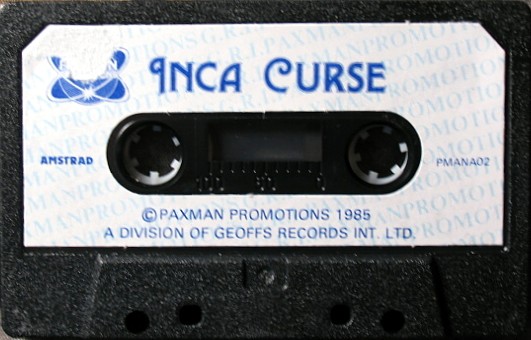 INCA CURSE
AMSTRAD
PMANA02
©PAXMAN PROMOTIONS 1985
A DIVISION OF GEOFFS RECORDS INT. LTD.